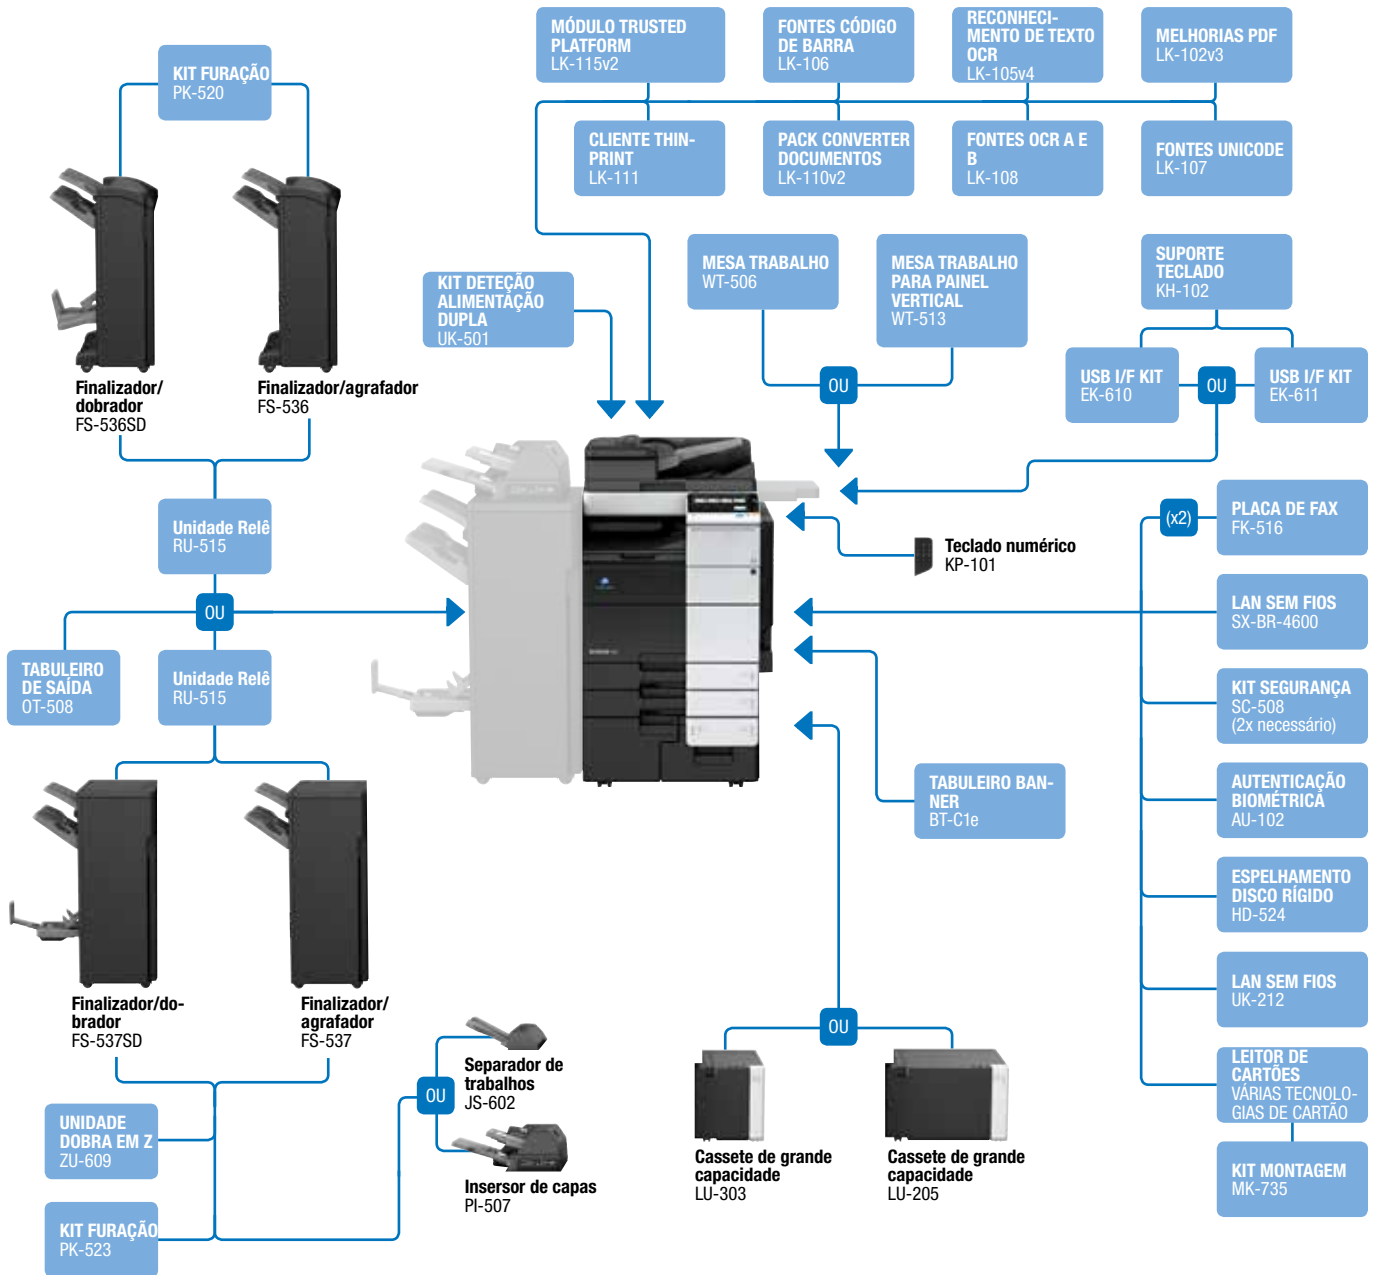 KIT FURAÇÃO
PK-520
MÓDULO TRUSTED
PLATFORM
LK-115v2
FONTES CÓDIGO
DE BARRA
LK-106
RECONHECI-
MENTO DE TEXTO
OCR
LK-105v4
MELHORIAS PDF
LK-102v3
CLIENTE THIN-
PRINT
LK-111
PACK CONVERTER
DOCUMENTOS
LK-110v2
FONTES OCR A E
B
LK-108
FONTES UNICODE
LK-107
KIT DETEÇÃO
ALIMENTAÇÃO
DUPLA
UK-501
MESA TRABALHO
WT-506
MESA TRABALHO
PARA PAINEL
VERTICAL
WT-513
SUPORTE
TECLADO
KH-102
OU
USB I/F KIT
EK-610
OU
USB I/F KIT
EK-611
Finalizador/
dobrador
FS-536SD
Finalizador/agrafador
FS-536
Unidade Relê
RU-515
OU
TABULEIRO
DE SAÍDA
OT-508
Unidade Relê
RU-515
Teclado numérico
KP-101
(x2)
PLACA DE FAX
FK-516
LAN SEM FIOS
SX-BR-4600
KIT SEGURANÇA
SC-508
(2x necessário)
TABULEIRO BAN-
NER
BT-C1e
AUTENTICAÇÃO
BIOMÉTRICA
AU-102
ESPELHAMENTO
DISCO RÍGIDO
HD-524
LAN SEM FIOS
UK-212
LEITOR DE
CARTÕES
VÁRIAS TECNOLO-
GIAS DE CARTÃO
KIT MONTAGEM
MK-735
Finalizador/do-
brador
FS-537SD
Finalizador/
agrafador
FS-537
UNIDADE
DOBRA EM Z
ZU-609
KIT FURAÇÃO
PK-523
OU
Separador de
trabalhos
JS-602
Insersor de capas
PI-507
OU
Cassete de grande
capacidade
LU-303
Cassete de grande
capacidade
LU-205